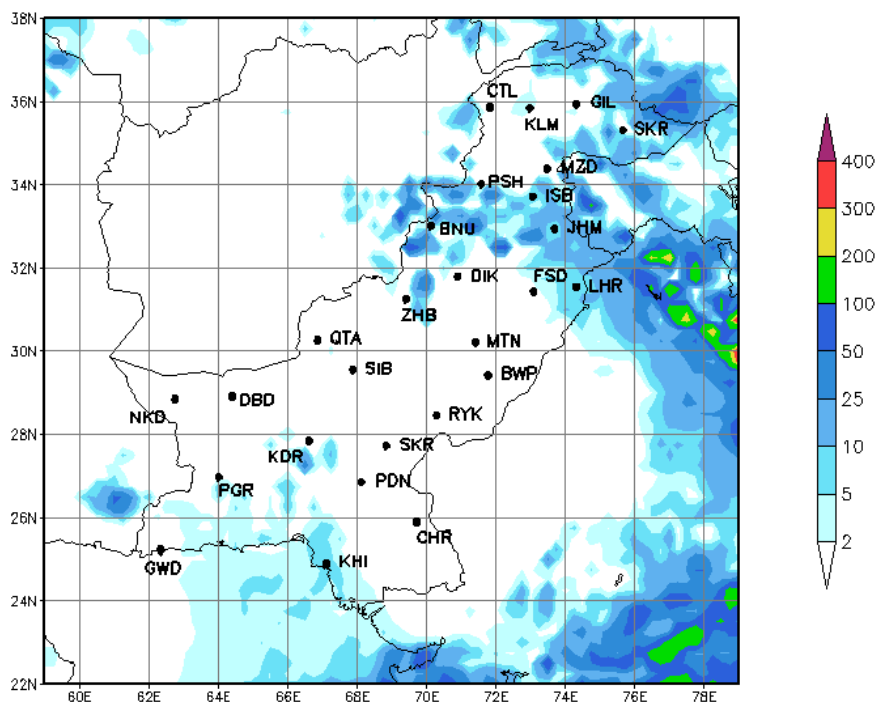 38N
36N
CTL
GIL
KLM
SKR
400
MZD
34N
PSH
ISB
300
BNU
JHM
200
32N
DIK
FSD
LHR
100
ZHB
30N
QTA
MTN
50
SIB
BWP
25
NKD
DBD
RYK
28N
KDR
SKR
10
PGR
PDN
5
26N
CHR
2
GWD
KHI
24N
22N
60E
62E
64E
66E
68E
70E
72E
74E
76E
78E